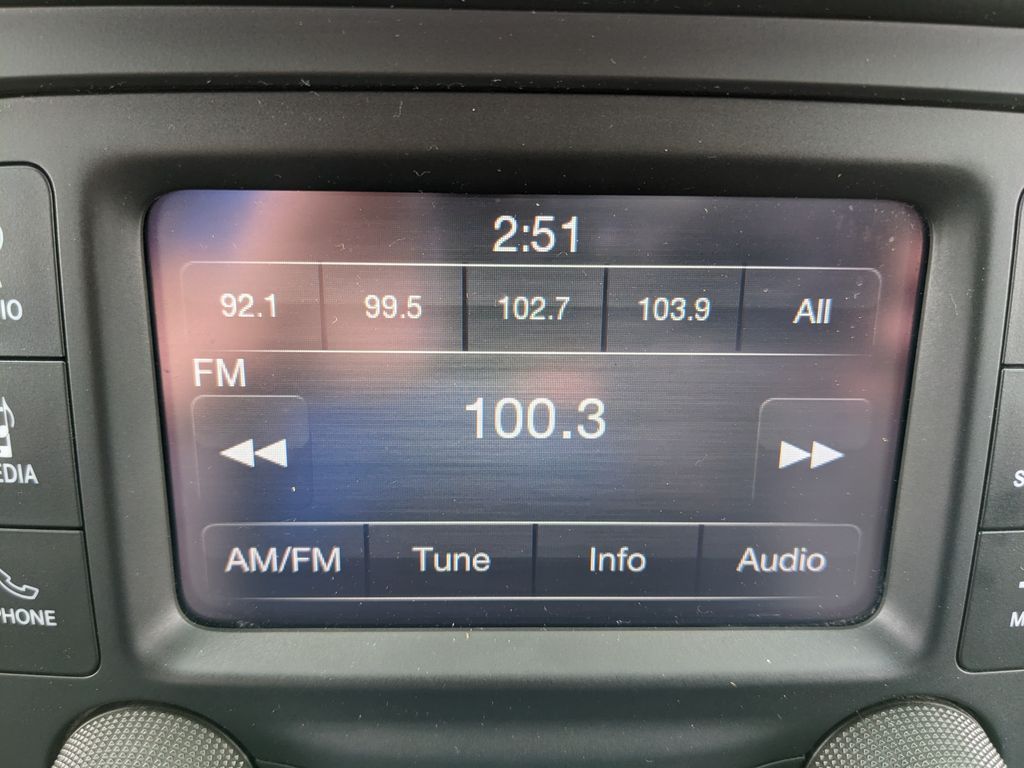 2:51
92.1 99.5 102.7 103.9 All
FM
100.3
AM/FM Tune Info Audio
PHONE